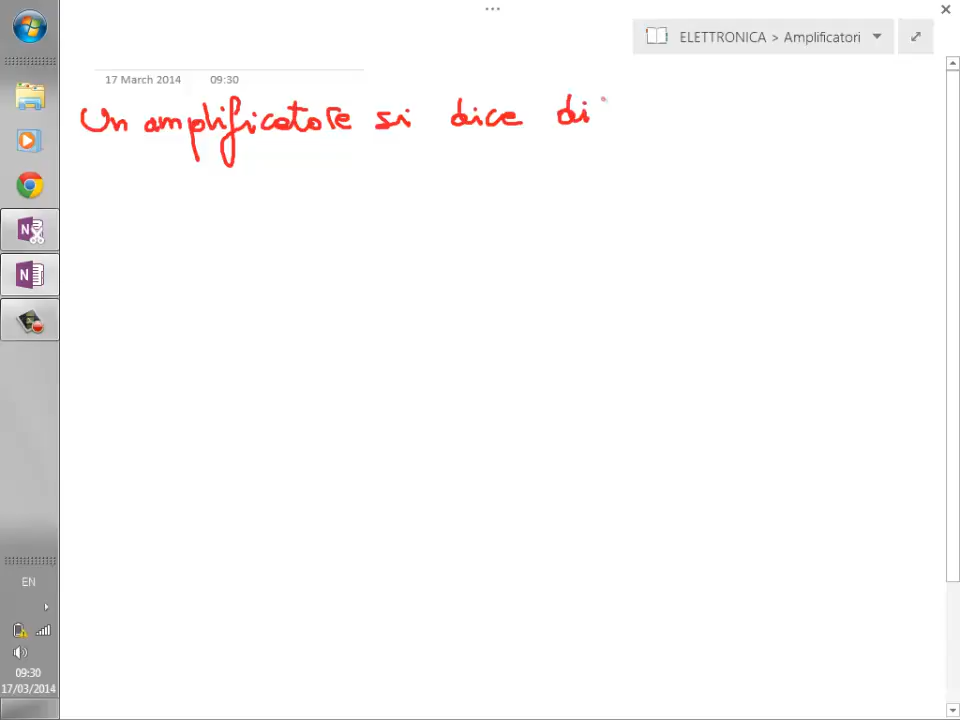 ELETTRONICA > Amplificatori
17 March 2014 09:30
Un amplificatore si dice di
EN
09:30
17/03/2014